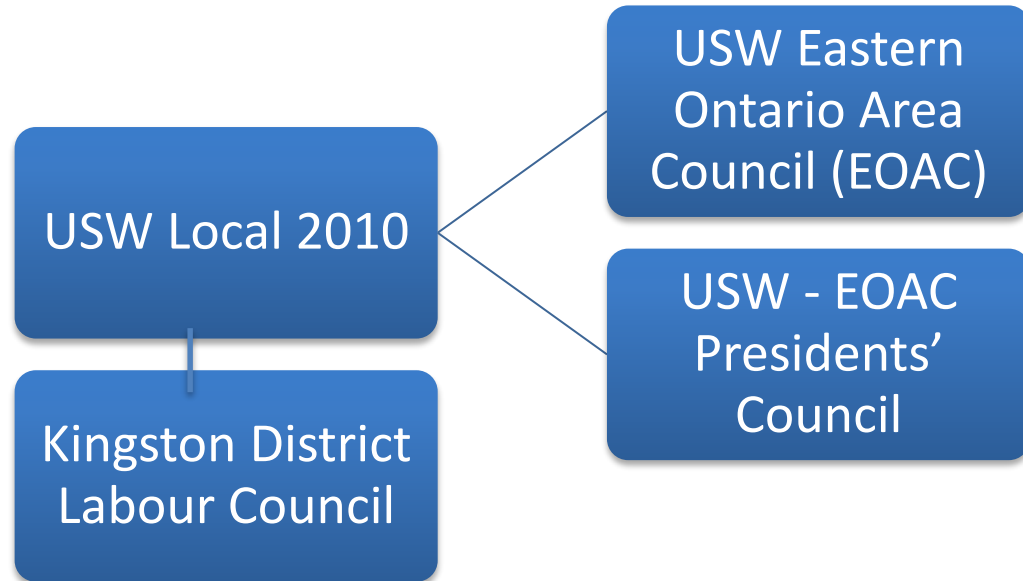 USW Local 2010
Kingston District
Labour Council
USW Eastern
Ontario Area
Council (EOAC)
USW - EOAC
Presidents’
Council